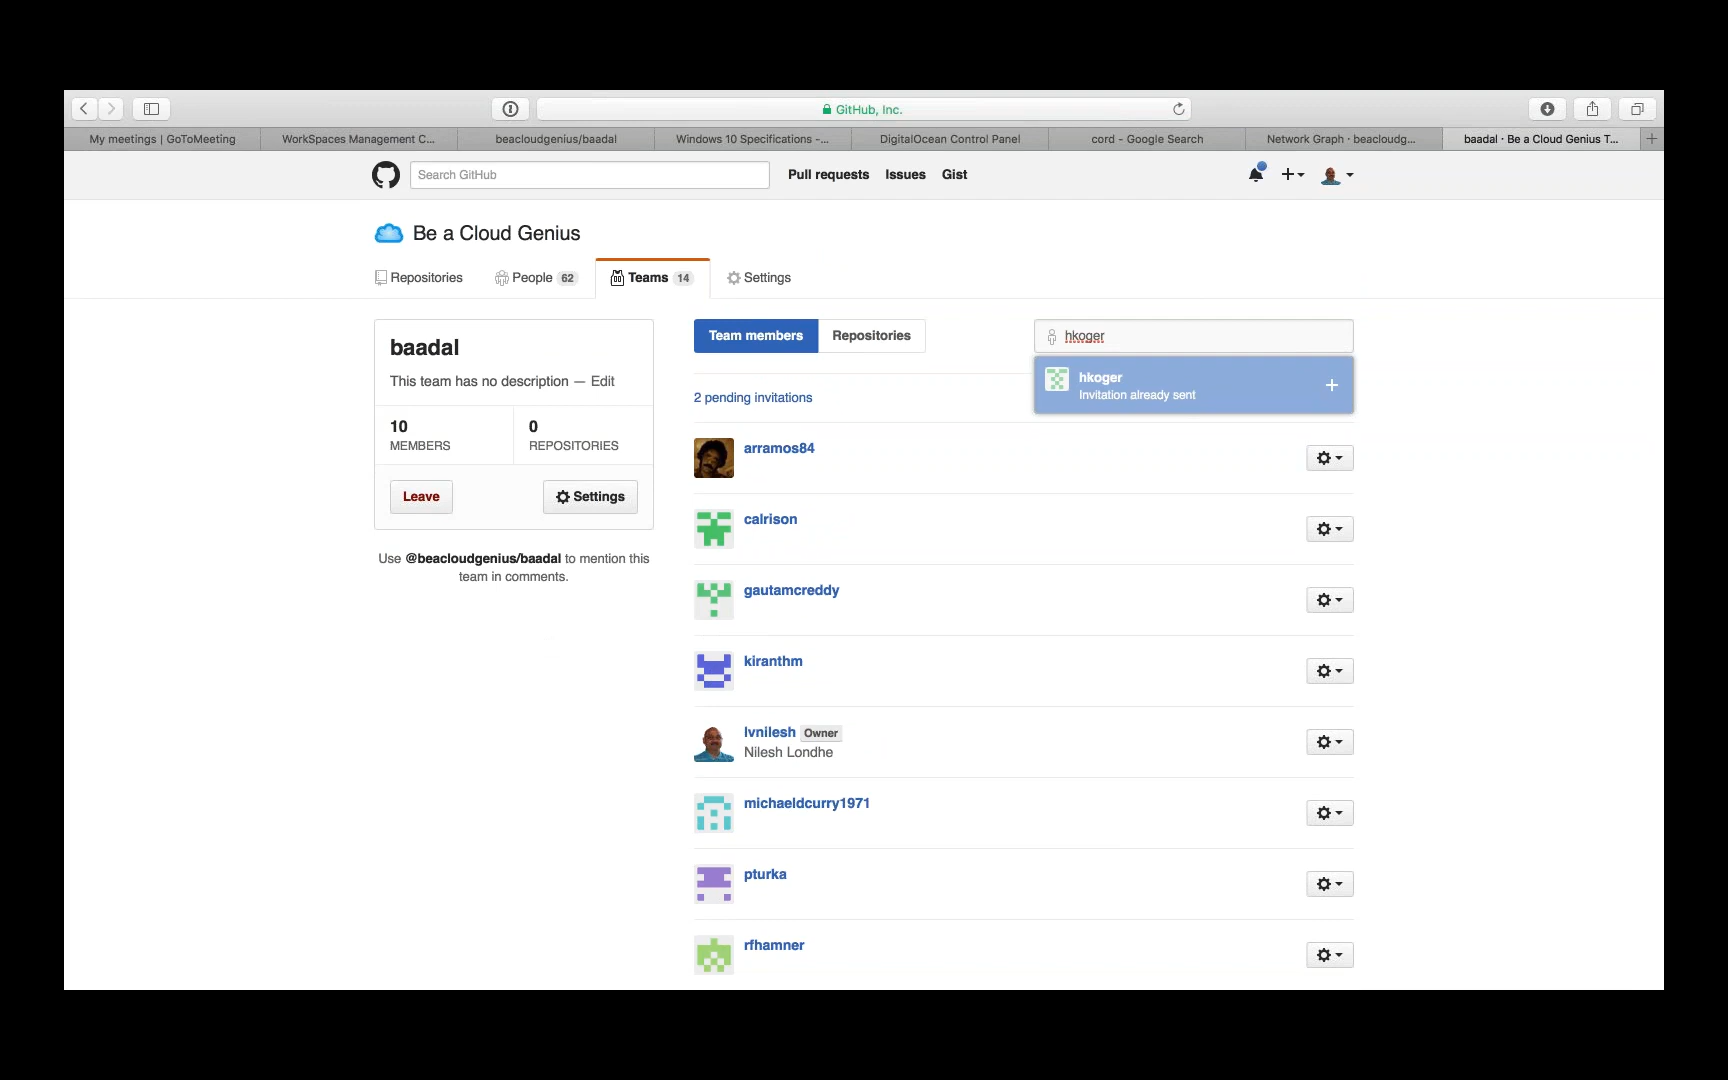 GitHub, Inc.
My meetings | GoToMeeting
WorkSpaces Management C...
beacloudgenius/baadal
Windows 10 Specifications -...
DigitalOcean Control Panel
cord - Google Search
Network Graph · beacloudg...
baadal · Be a Cloud Genius T...
Search GitHub
Pull requests
Issues
Gist
Be a Cloud Genius
Repositories
People 62
Teams 14
Settings
baadal
This team has no description — Edit
10
MEMBERS
0
REPOSITORIES
Leave
Settings
Use @beacloudgenius/baadal to mention this
team in comments.
Team members
Repositories
hkoger
hkoger
Invitation already sent
2 pending invitations
arramos84
calrison
gautamcreddy
kiranthm
lvnilesh Owner
Nilesh Londhe
michaeldcurry1971
pturka
rfhamner